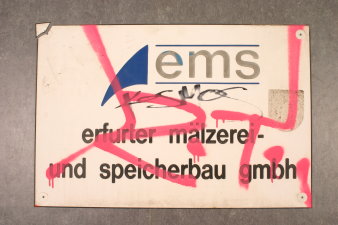 ems
erfurter mälzerei-
und speicherbau gmbh